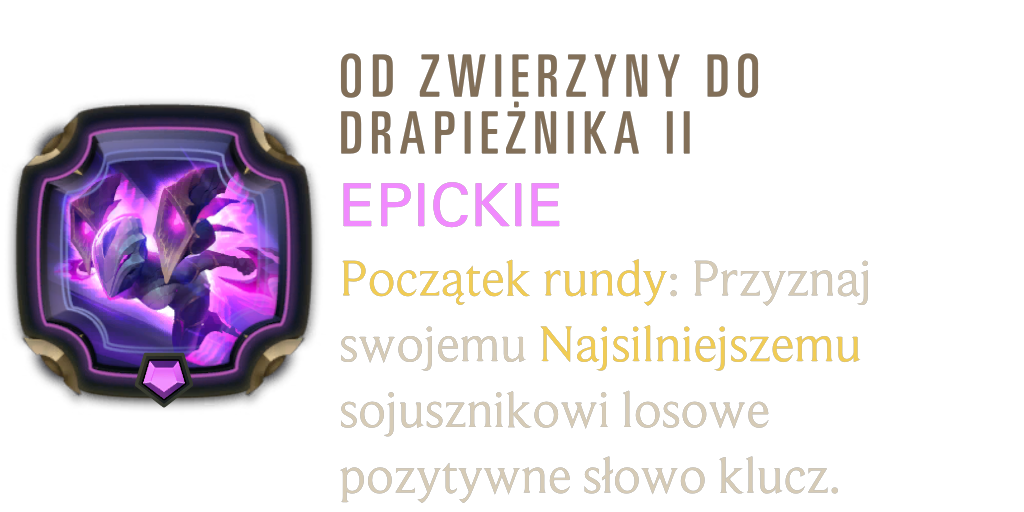 OD ZWIERZYNY DO
DRAPIEŻNIKA II
EPICKIE
Początek rundy: Przyznaj
swojemu Najsilniejszemu
sojusznikowi losowe
pozytywne słowo klucz.